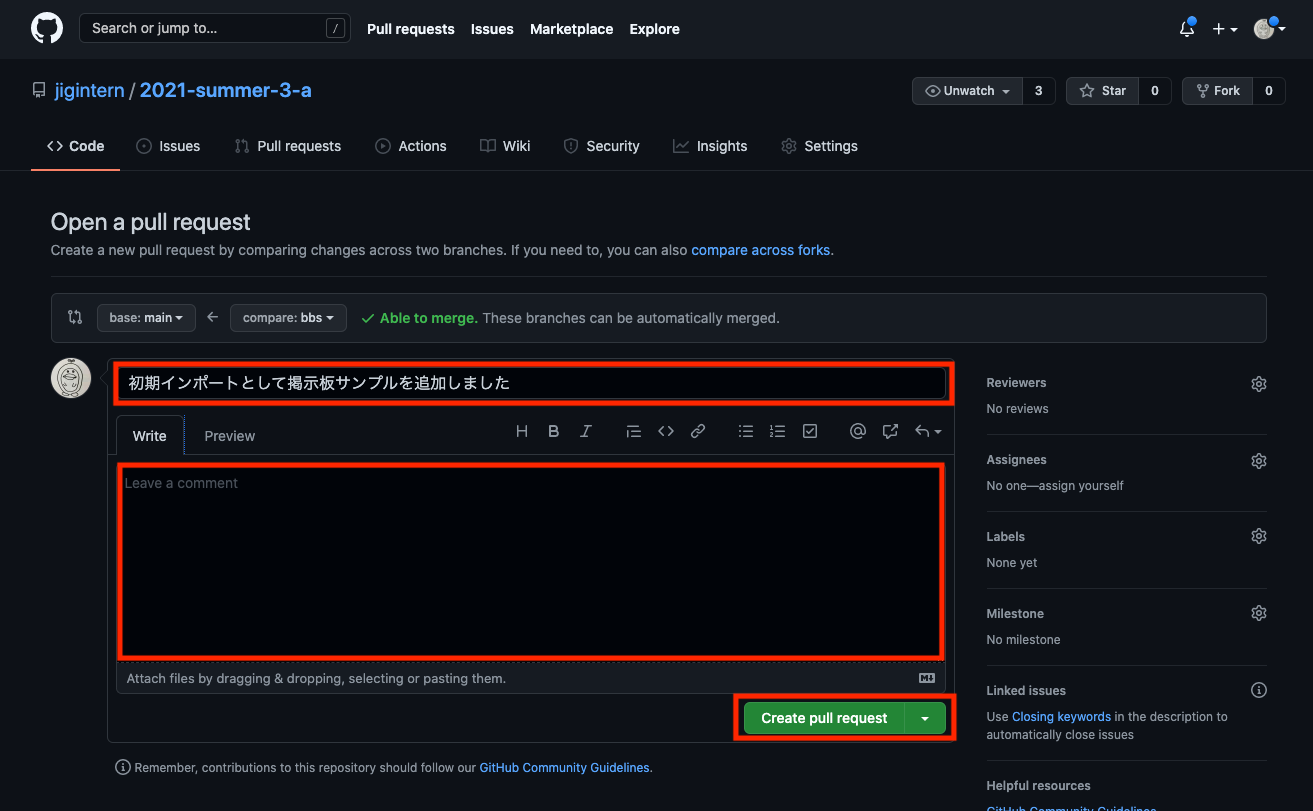 Search or jump to... /
Pull requests Issues Marketplace Explore
jigintern / 2021-summer-3-a
Unwatch 3 Star 0 Fork 0
Code Issues Pull requests Actions Wiki Security Insights Settings
Open a pull request
Create a new pull request by comparing changes across two branches. If you need to, you can also compare across forks.
base: main compare: bbs Able to merge. These branches can be automatically merged.
初期インポートとして掲示板サンプルを追加しました
Write Preview
Leave a comment
Attach files by dragging & dropping, selecting or pasting them.
Create pull request
Remember, contributions to this repository should follow our GitHub Community Guidelines.
Reviewers
No reviews
Assignees
No one—assign yourself
Labels
None yet
Milestone
No milestone
Linked issues
Use Closing keywords in the description to
automatically close issues
Helpful resources
GitHub Community Guidelines